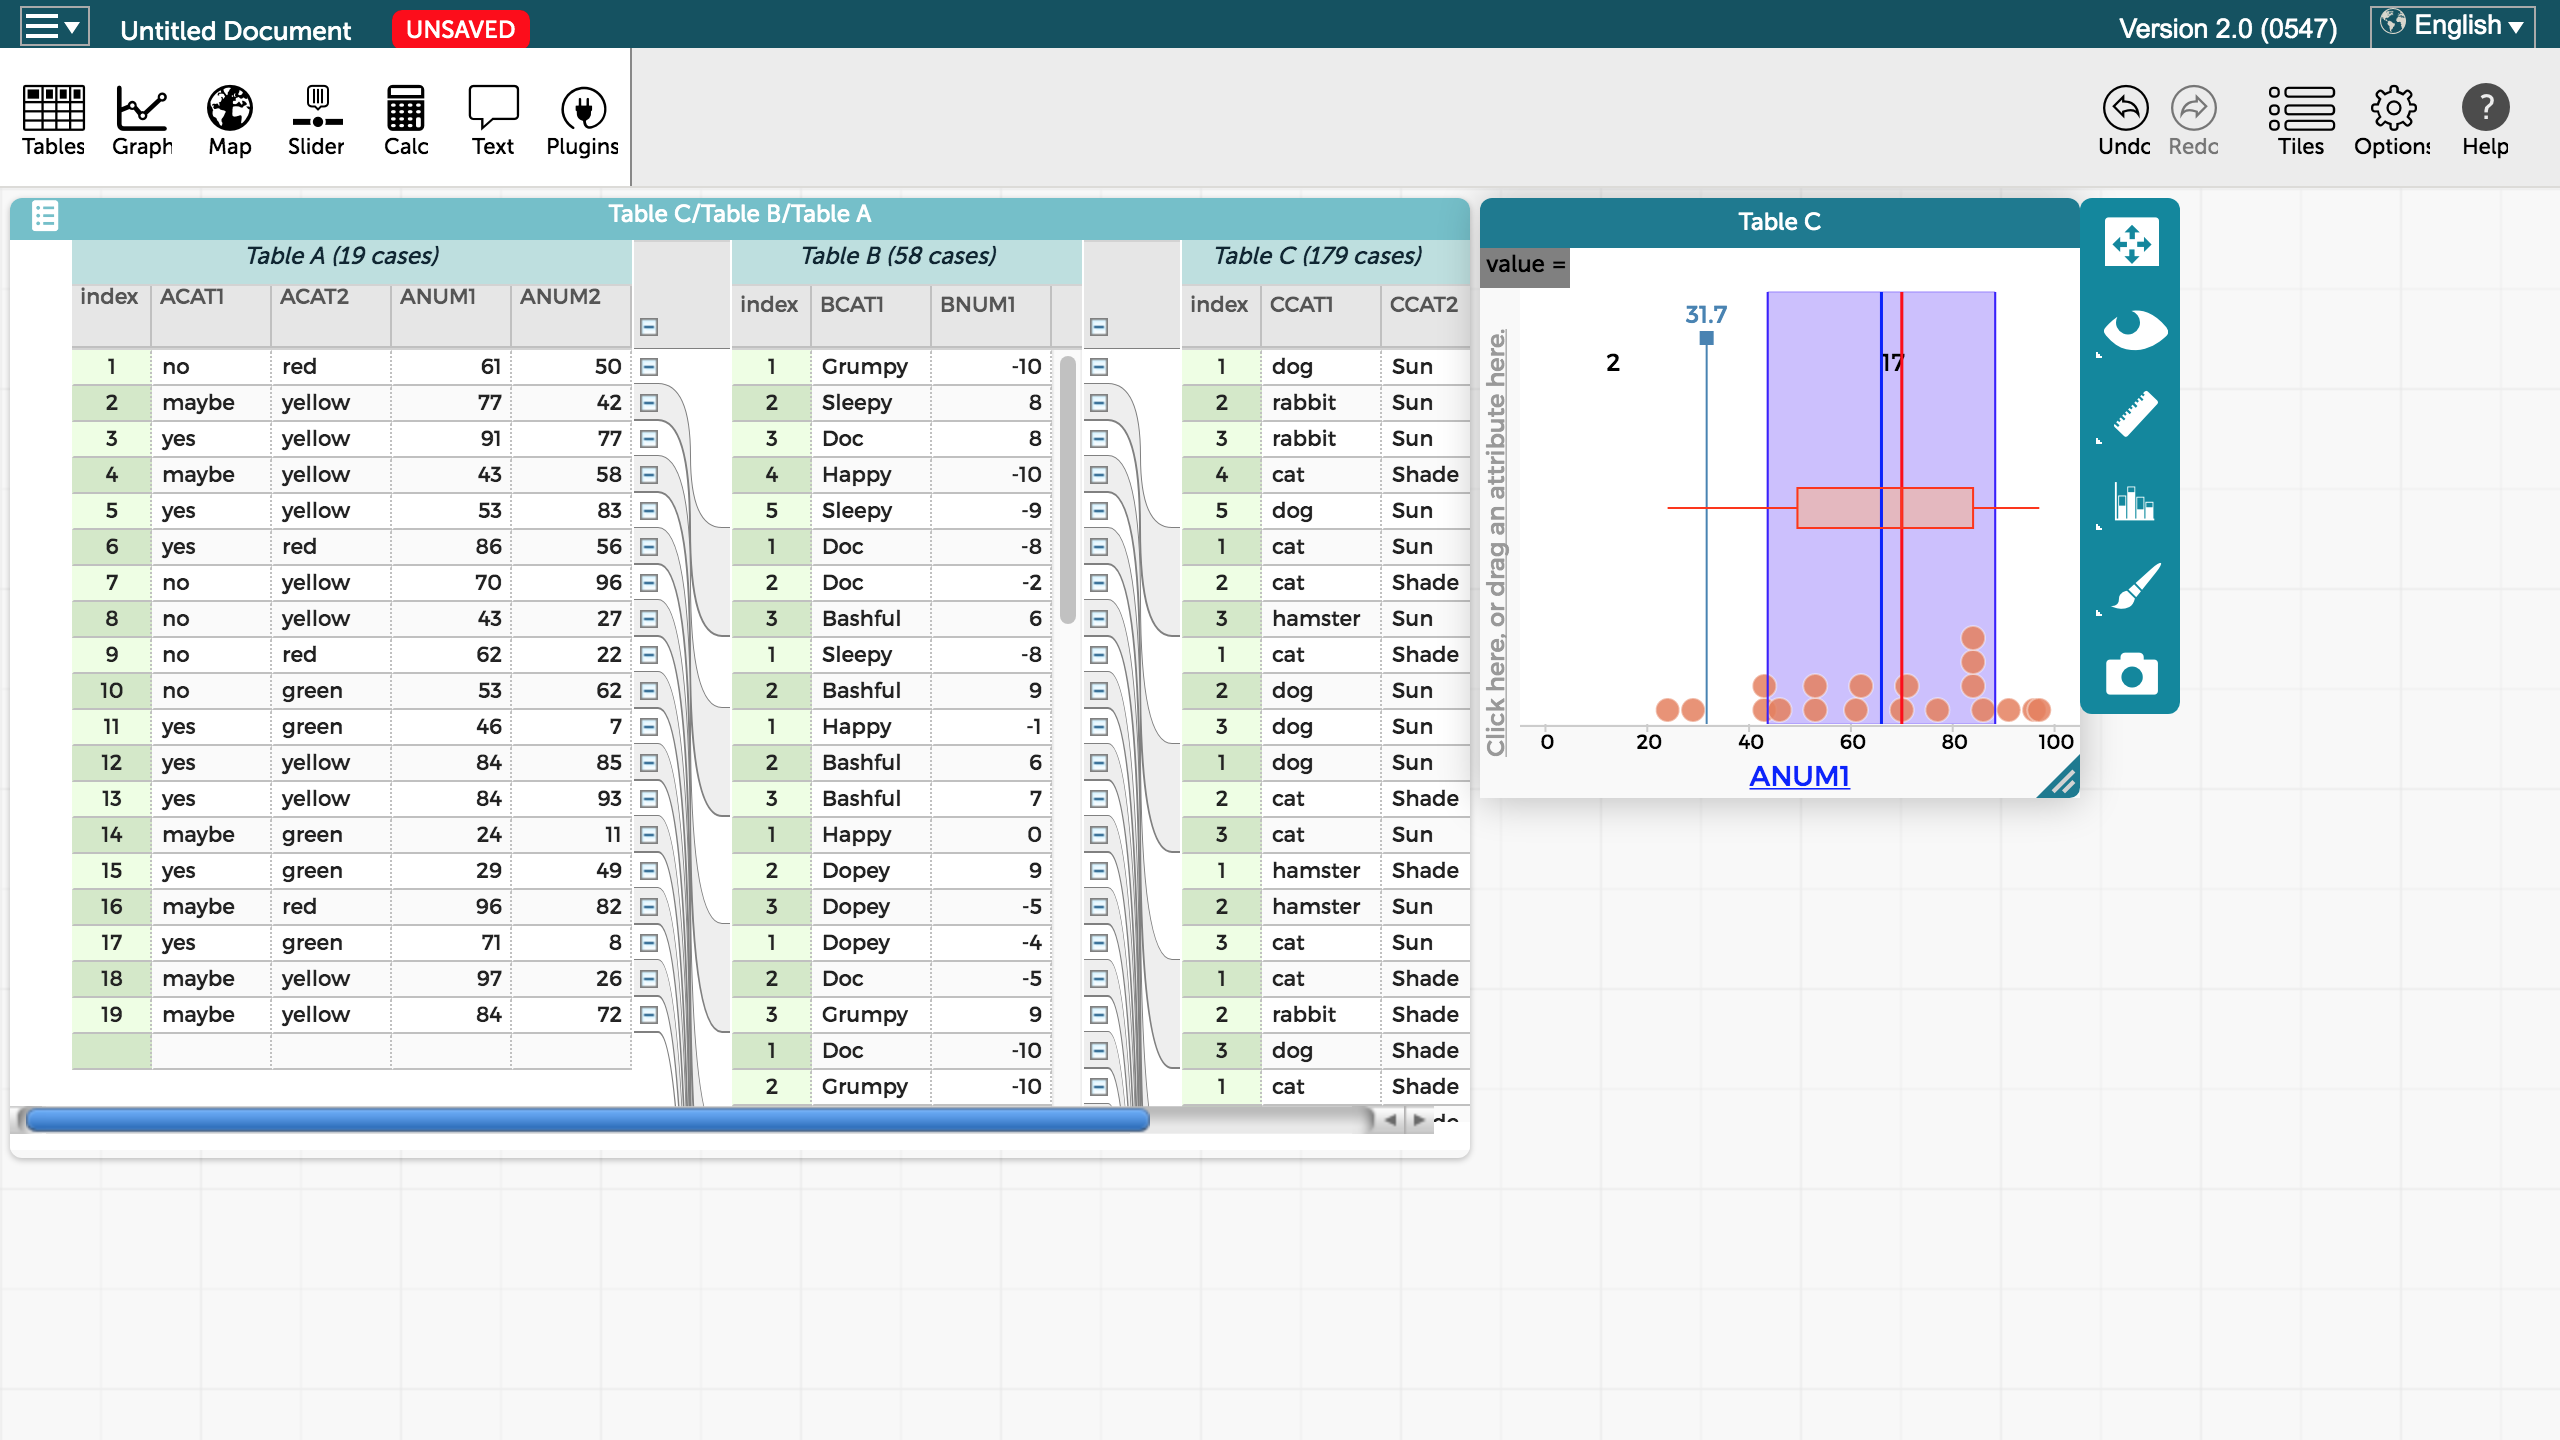 Untitled Document UNSAVED Version 2.0 (0547) English
Tables Graph Map Slider Calc Text Plugins Undo Redo Tiles Options Help
Table C/Table B/Table A
Table A (19 cases) Table B (58 cases) Table C (179 cases)
index ACAT1 ACAT2 ANUM1 ANUM2 index BCAT1 BNUM1 index CCAT1 CCAT2
1 no red 61 50 1 Grumpy -10 1 dog Sun
2 maybe yellow 77 42 2 Sleepy 8 2 rabbit Sun
3 yes yellow 91 77 3 Doc 8 3 rabbit Sun
4 maybe yellow 43 58 4 Happy -10 4 cat Shade
5 yes yellow 53 83 5 Sleepy -9 5 dog Sun
6 yes red 86 56 1 Doc -8 1 cat Sun
7 no yellow 70 96 2 Doc -2 2 cat Shade
8 no yellow 43 27 3 Bashful 6 3 hamster Sun
9 no red 62 22 1 Sleepy -8 1 cat Shade
10 no green 53 62 2 Bashful 9 2 dog Sun
11 yes green 46 7 1 Happy -1 3 dog Sun
12 yes yellow 84 85 2 Bashful 6 1 dog Sun
13 yes yellow 84 93 3 Bashful 7 2 cat Shade
14 maybe green 24 11 1 Happy 0 3 cat Sun
15 yes green 29 49 2 Dopey 9 1 hamster Shade
16 maybe red 96 82 3 Dopey -5 2 hamster Sun
17 yes green 71 8 1 Dopey -4 3 cat Sun
18 maybe yellow 97 26 2 Doc -5 1 cat Shade
19 maybe yellow 84 72 3 Grumpy 9 2 rabbit Shade
1 Doc -10 3 dog Shade
2 Grumpy -10 1 cat Shade
Table C
value =
31.7
2 17
Click here, or drag an attribute here.
0 20 40 60 80 100
ANUM1